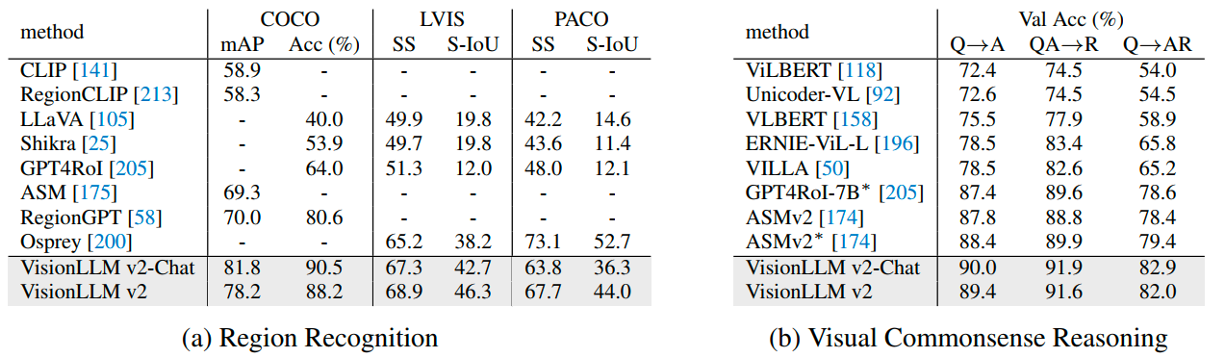 method COCO LVIS PACO
mAP Acc (%) SS S-IoU SS S-IoU
CLIP [141] 58.9 - - - - -
RegionCLIP [213] 58.3 - - - - -
LLaVA [105] - 40.0 49.9 19.8 42.2 14.6
Shikra [25] - 53.9 49.7 19.8 43.6 11.4
GPT4RoI [205] - 64.0 51.3 12.0 48.0 12.1
ASM [175] 69.3 - - - - -
RegionGPT [58] 70.0 80.6 - - - -
Osprey [200] - - 65.2 38.2 73.1 52.7
VisionLLM v2-Chat 81.8 90.5 67.3 42.7 63.8 36.3
VisionLLM v2 78.2 88.2 68.9 46.3 67.7 44.0
(a) Region Recognition
method Val Acc (%)
Q→A QA→R Q→AR
ViLBERT [118] 72.4 74.5 54.0
Unicoder-VL [92] 72.6 74.5 54.5
VLBERT [158] 75.5 77.9 58.9
ERNIE-ViL-L [196] 78.5 83.4 65.8
VILLA [50] 78.5 82.6 65.2
GPT4RoI-7B* [205] 87.4 89.6 78.6
ASMv2 [174] 87.8 88.8 78.4
ASMv2* [174] 88.4 89.9 79.4
VisionLLM v2-Chat 90.0 91.9 82.9
VisionLLM v2 89.4 91.6 82.0
(b) Visual Commonsense Reasoning